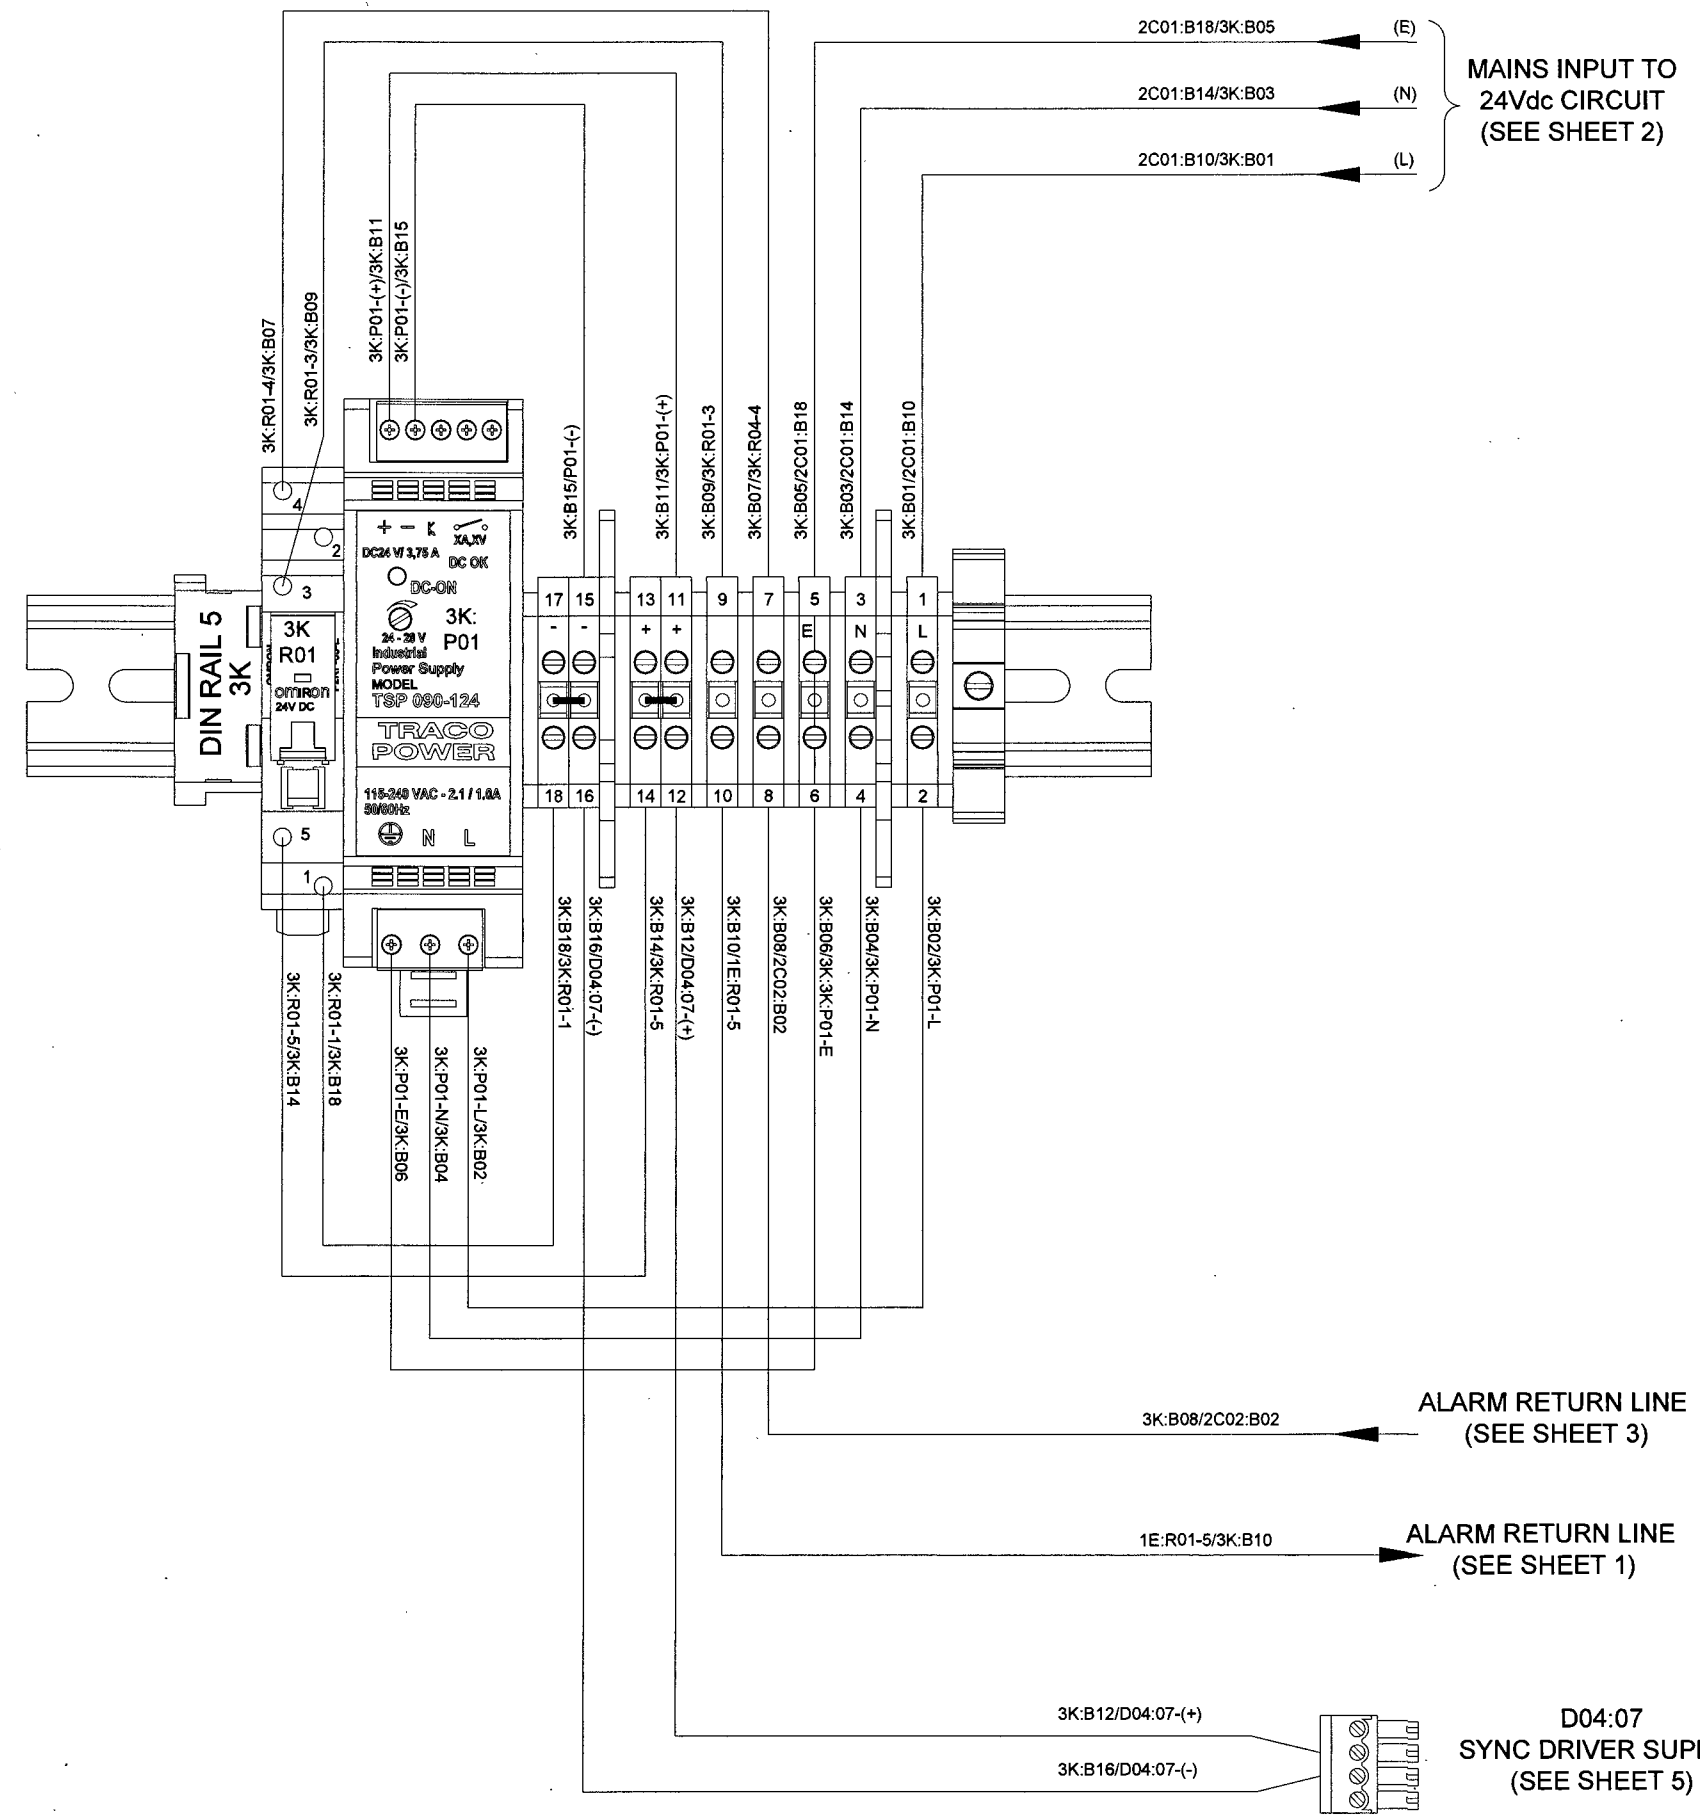 2C01:B18/3K:B05
(E)
2C01:B14/3K:B03
(N)
2C01:B10/3K:B01
(L)
MAINS INPUT TO
24Vdc CIRCUIT
(SEE SHEET 2)
3K:R01-4/3K:B07
3K:R01-3/3K:B09
3K:P01-(+)/3K:B11
3K:P01-(-)/3K:B15
3K:B15/P01-(-)
3K:B11/3K:P01-(+)
3K:B09/3K:R01-3
3K:B07/3K:R04-4
3K:B05/2C01:B18
3K:B03/2C01:B14
3K:B01/2C01:B10
DIN RAIL 5
3K
4
2
3
3K
R01
omron
24V DC
5
1
+ - K
XA,XV
DC24 V/ 3,75 A
DC OK
DC-ON
3K:
P01
24 - 28 V
Industrial
Power Supply
MODEL
TSP 090-124
TRACO
POWER
115-240 VAC - 2.1 / 1.0A
50/60Hz
N L
17 15 13 11 9 7 5 3 1
- - + + E N L
18 16 14 12 10 8 6 4 2
3K:R01-5/3K:B14
3K:R01-1/3K:B18
3K:P01-E/3K:B06
3K:P01-N/3K:B04
3K:P01-L/3K:B02
3K:B18/3K:R01-1
3K:B16/D04:07-(-)
3K:B14/3K:R01-5
3K:B12/D04:07-(+)
3K:B10/1E:R01-5
3K:B08/2C02:B02
3K:B06/3K:3K:P01-E
3K:B04/3K:P01-N
3K:B02/3K:P01-L
3K:B08/2C02:B02
ALARM RETURN LINE
(SEE SHEET 3)
1E:R01-5/3K:B10
ALARM RETURN LINE
(SEE SHEET 1)
3K:B12/D04:07-(+)
3K:B16/D04:07-(-)
D04:07
SYNC DRIVER
(SEE SHEET 5)